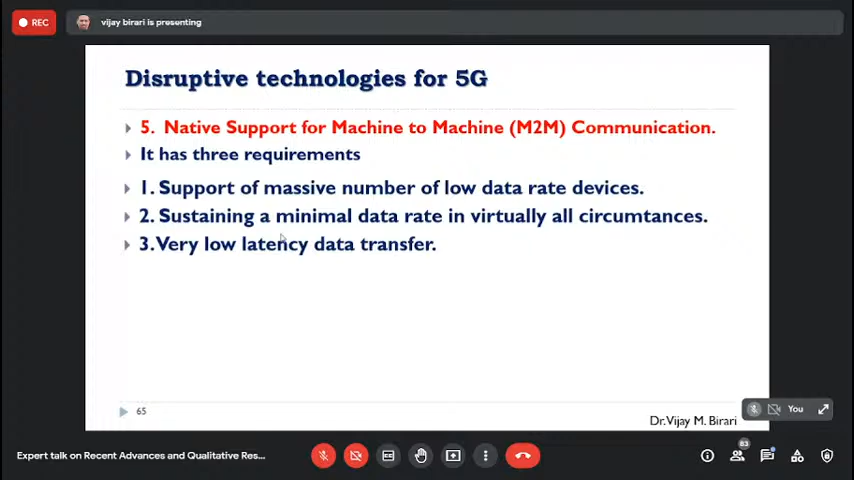 REC
vijay birari is presenting
Disruptive technologies for 5G
5. Native Support for Machine to Machine (M2M) Communication.
It has three requirements
1. Support of massive number of low data rate devices.
2. Sustaining a minimal data rate in virtually all circumtances.
3.Very low latency data transfer.
65
You
Dr.Vijay M. Birari
83
Expert talk on Recent Advances and Qualitative Res...